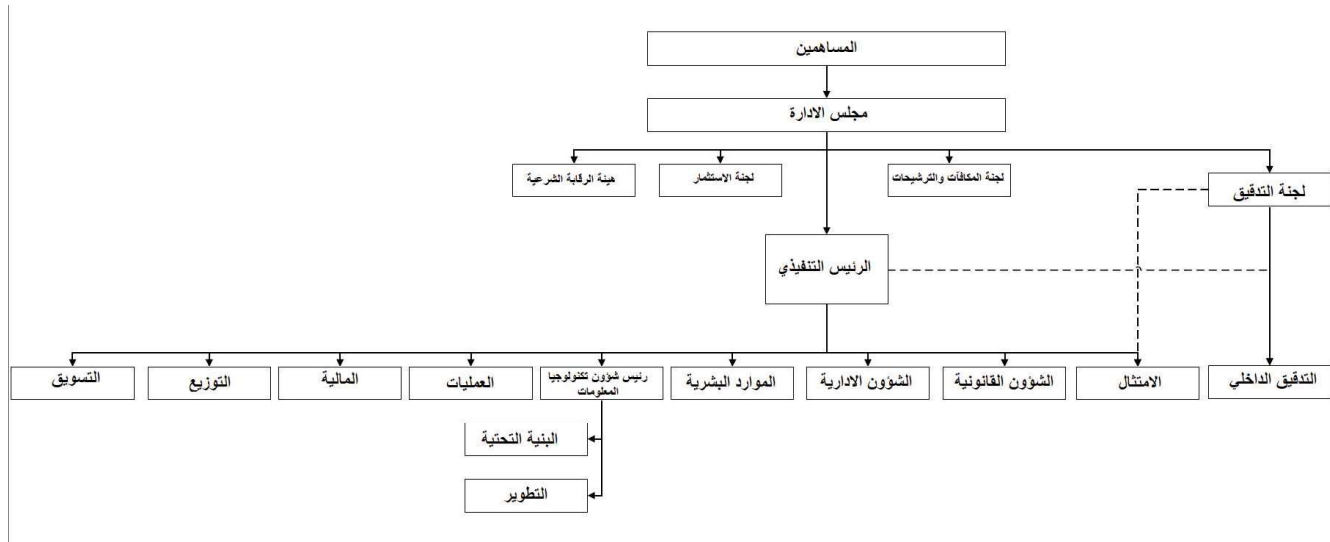 المساهمين
مجلس الادارة
لجنة التدقيق
لجنة المكافآت والترشيحات
لجنة الاستثمار
هيئة الرقابة الشرعية
الرئيس التنفيذي
التدقيق الداخلي
الامتثال
الشؤون القانونية
الشؤون الادارية
الموارد البشرية
رئيس شؤون تكنولوجيا
المعلومات
العمليات
المالية
التوزيع
التسويق
البنية التحتية
التطوير